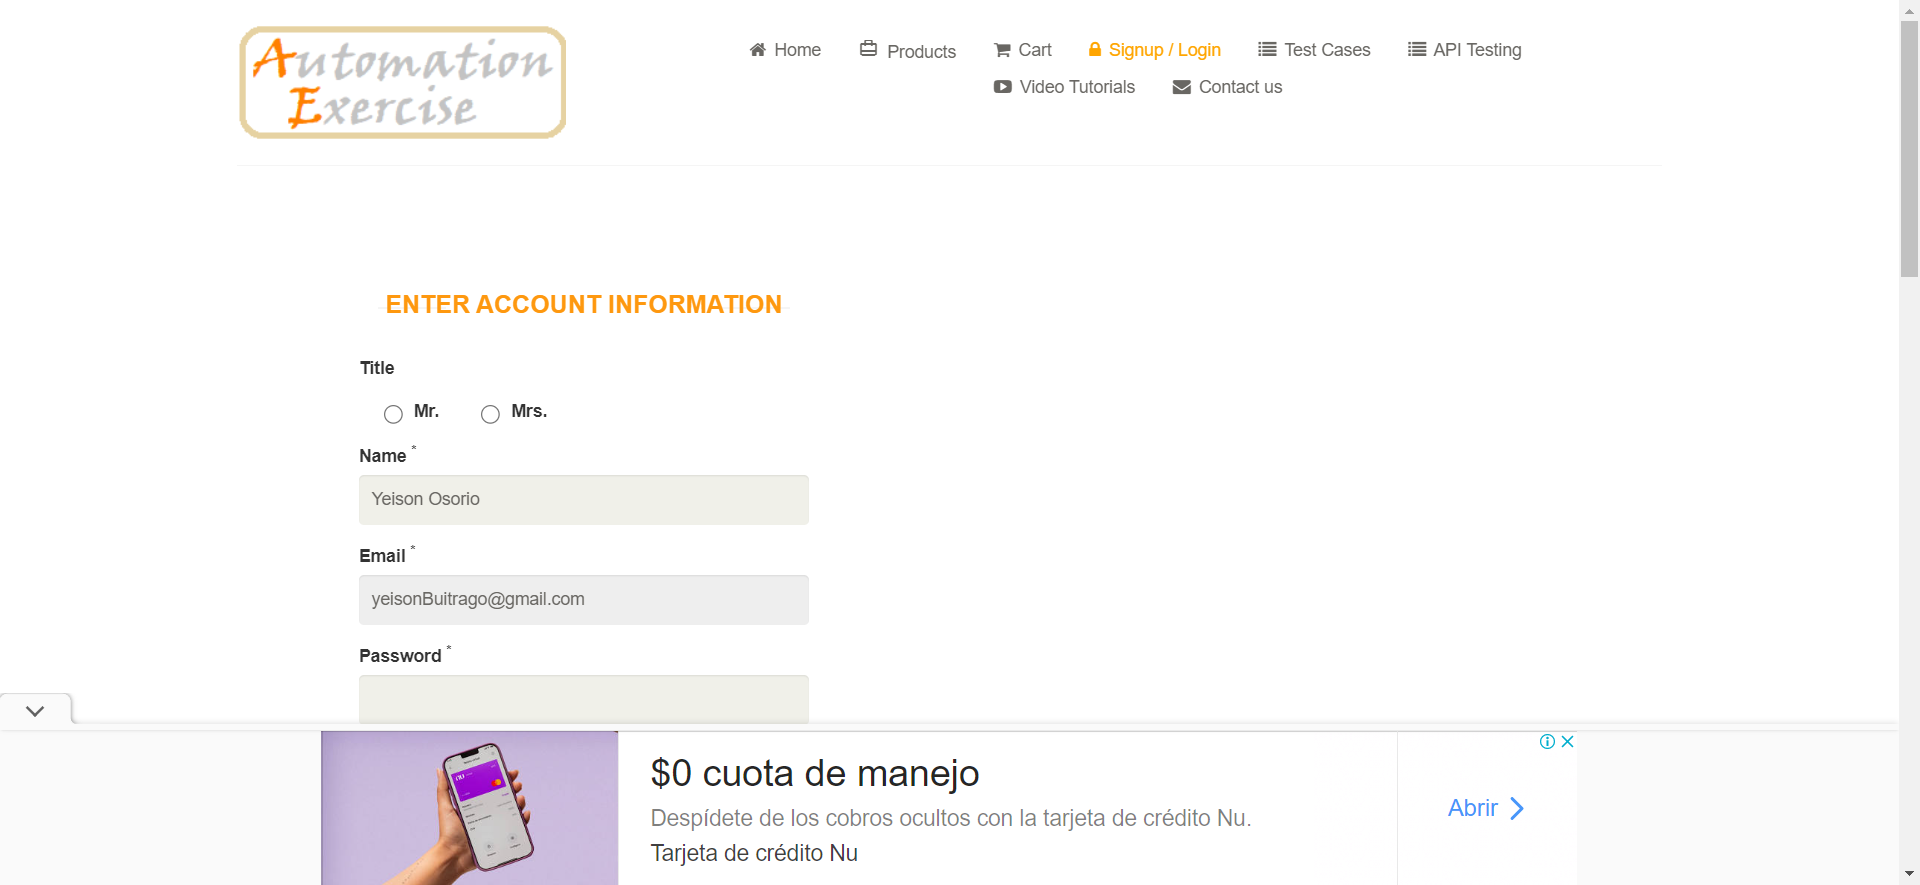 Automation
Exercise
Home
Products
Cart
Signup / Login
Test Cases
API Testing
Video Tutorials
Contact us
ENTER ACCOUNT INFORMATION
Title
Mr.
Mrs.
Name *
Yeison Osorio
Email *
yeisonBuitrago@gmail.com
Password *
$0 cuota de manejo
Despídete de los cobros ocultos con la tarjeta de crédito Nu.
Tarjeta de crédito Nu
Abrir